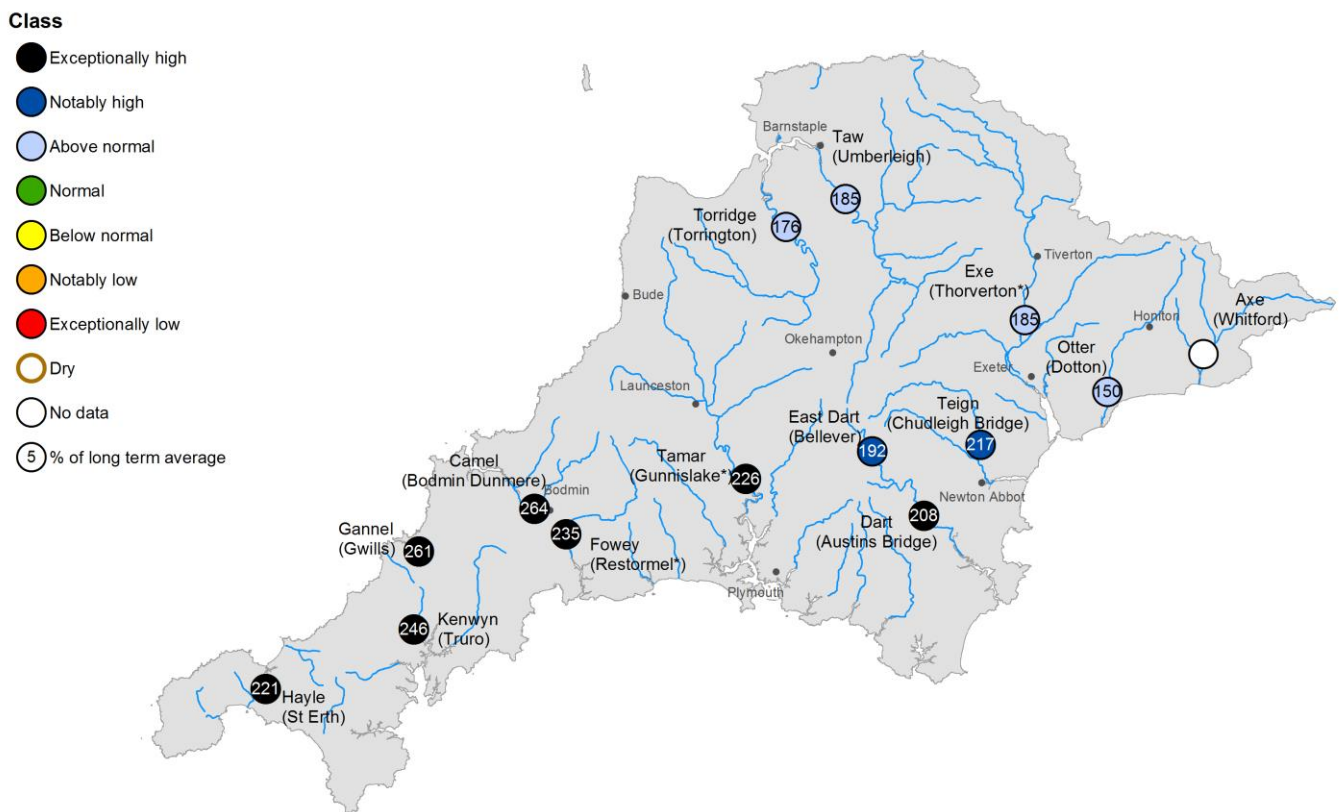 Class
Exceptionally high
Notably high
Above normal
Normal
Below normal
Notably low
Exceptionally low
Dry
No data
5 % of long term average
Barnstaple
Taw
(Umberleigh)
185
Torridge
(Torrington)
176
Tiverton
Exe
(Thorverton*)
185
Bude
Honiton
Axe
(Whitford)
Okehampton
Otter
(Dotton)
150
Exeter
Launceston
East Dart
(Bellever)
192
Teign
(Chudleigh Bridge)
217
Newton Abbot
Tamar
(Gunnislake*)
226
Camel
(Bodmin Dunmere)
264
Bodmin
Dart
(Austins Bridge)
208
Gannel
(Gwills)
261
235
Fowey
(Restormel*)
Plymouth
246
Kenwyn
(Truro)
221
Hayle
(St Erth)